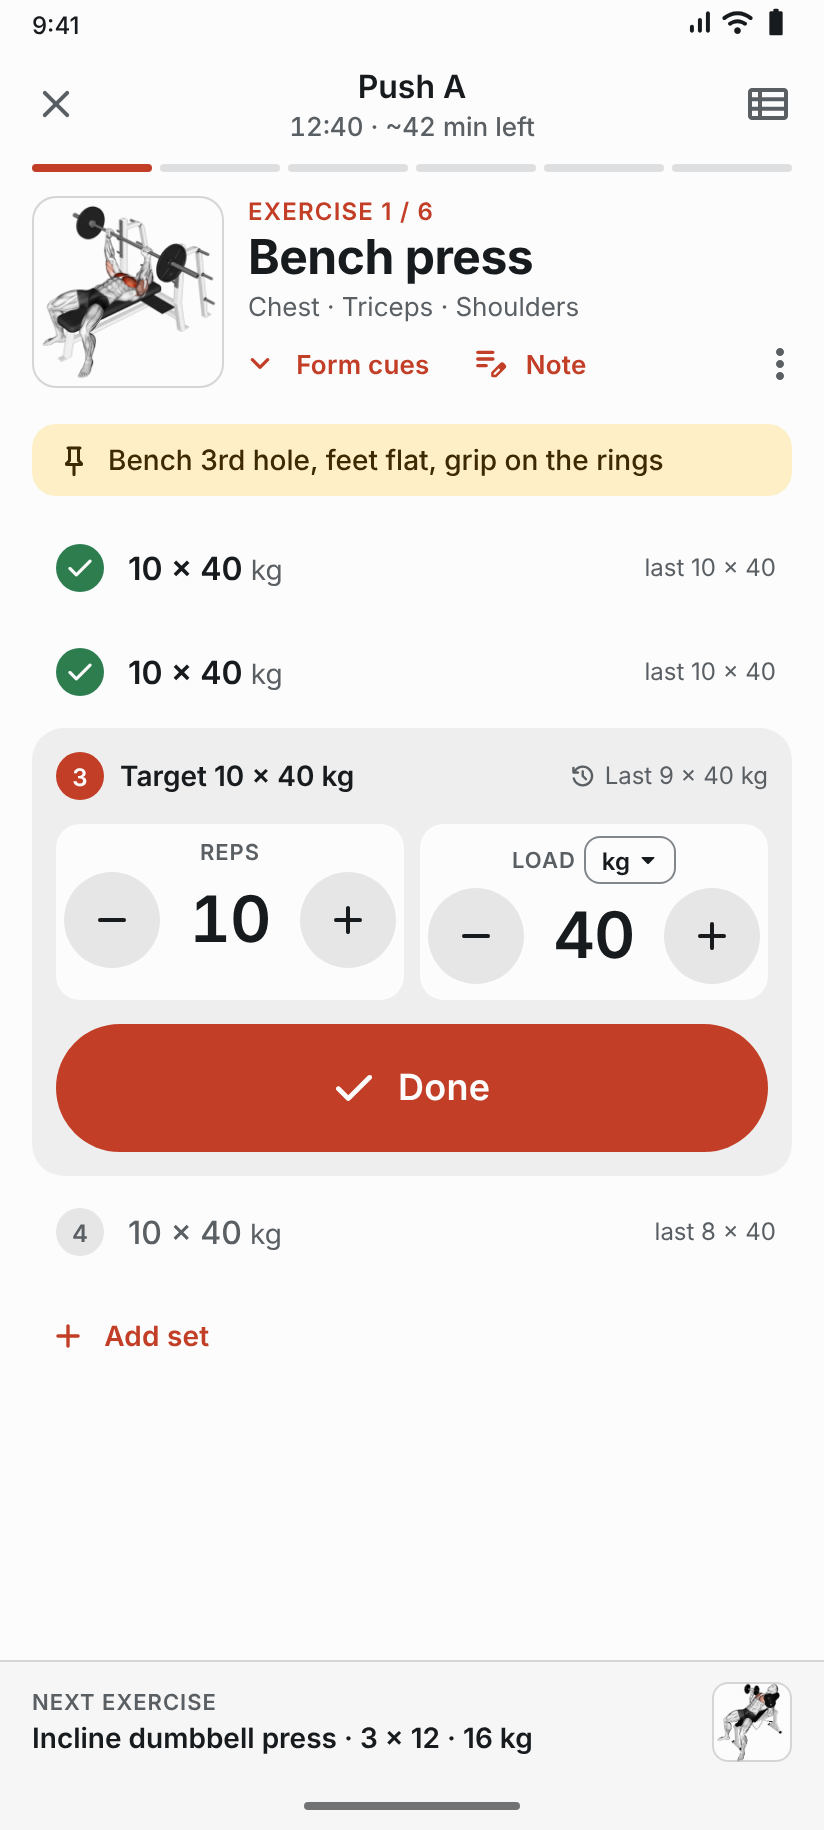 9:41
Push A
12:40 · ~42 min left
EXERCISE 1 / 6
Bench press
Chest · Triceps · Shoulders
Form cues
Note
Bench 3rd hole, feet flat, grip on the rings
10 × 40 kg
last 10 × 40
10 × 40 kg
last 10 × 40
3
Target 10 × 40 kg
Last 9 × 40 kg
REPS
10
LOAD
kg
40
Done
4
10 × 40 kg
last 8 × 40
Add set
NEXT EXERCISE
Incline dumbbell press · 3 × 12 · 16 kg